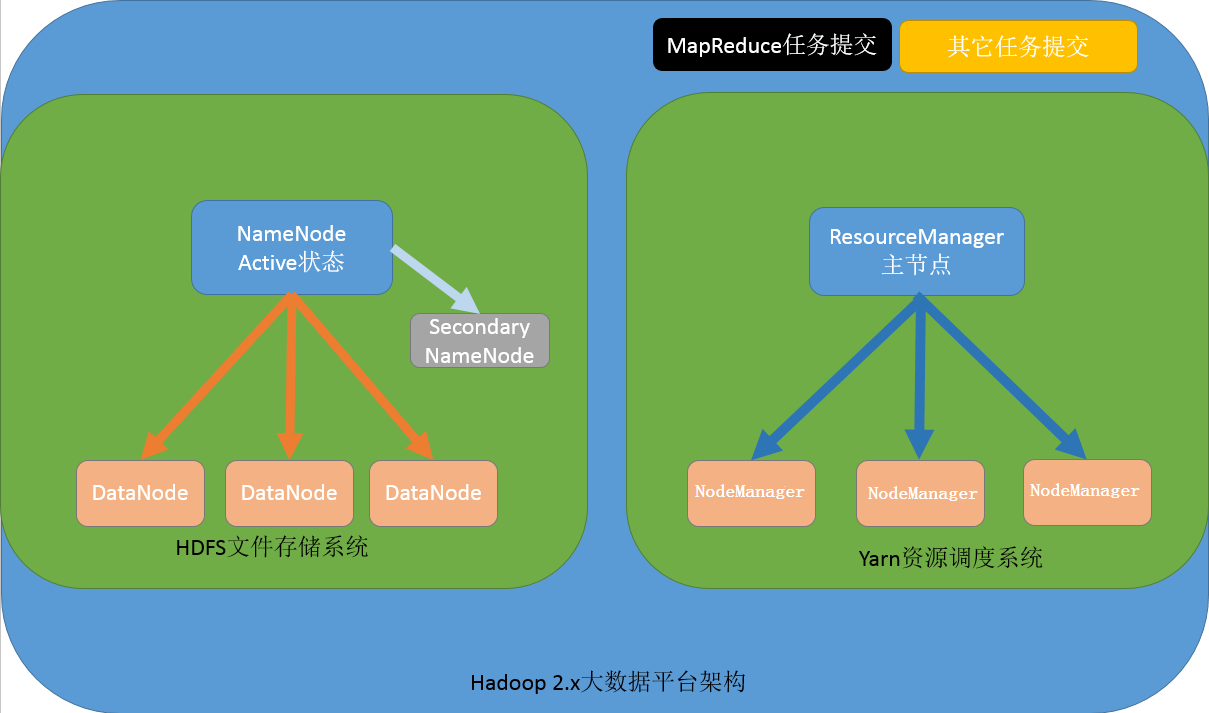 MapReduce任务提交
其它任务提交
NameNode
Active状态
Secondary
NameNode
DataNode
DataNode
DataNode
HDFS文件存储系统
ResourceManager
主节点
NodeManager
NodeManager
NodeManager
Yarn资源调度系统
Hadoop 2.x大数据平台架构